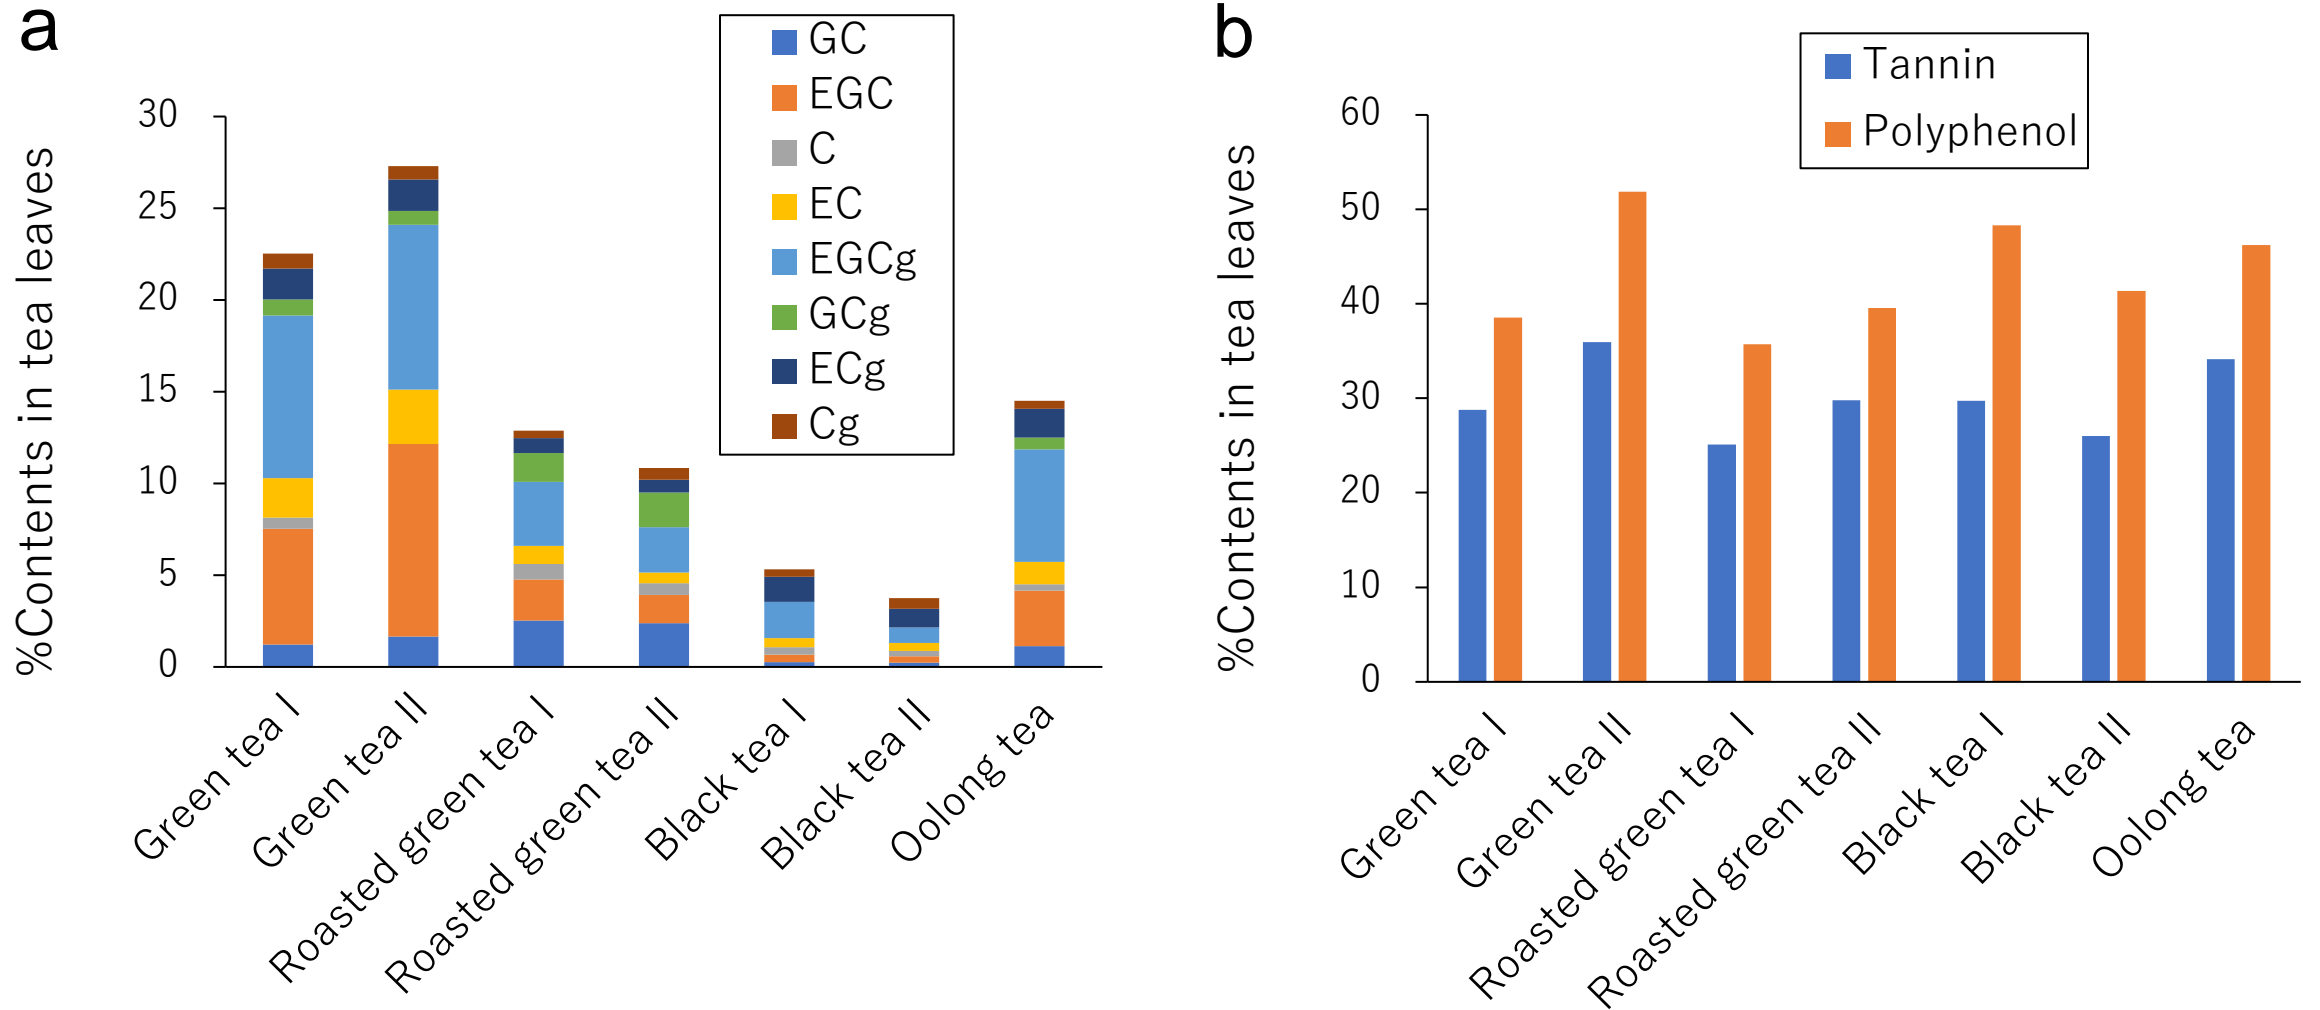 a
GC
EGC
C
EC
EGCg
GCg
ECg
Cg
%Contents in tea leaves
30
25
20
15
10
5
0
Green tea I
Green tea II
Roasted green tea I
Roasted green tea II
Black tea I
Black tea II
Oolong tea
b
Tannin
Polyphenol
%Contents in tea leaves
60
50
40
30
20
10
0
Green tea I
Green tea II
Roasted green tea I
Roasted green tea II
Black tea I
Black tea II
Oolong tea